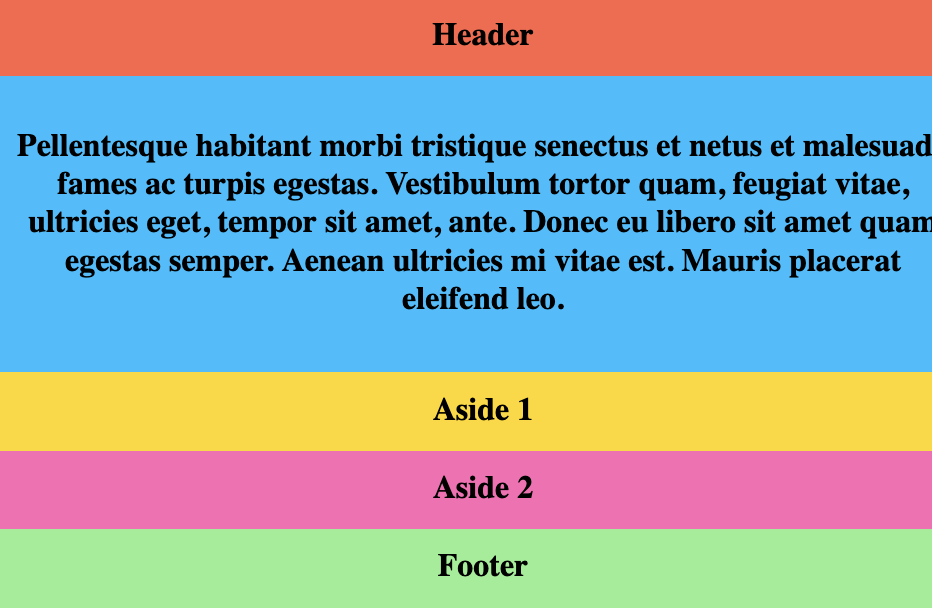 Header
Pellentesque habitant morbi tristique senectus et netus et malesuad
fames ac turpis egestas. Vestibulum tortor quam, feugiat vitae,
ultricies eget, tempor sit amet, ante. Donec eu libero sit amet quam
egestas semper. Aenean ultricies mi vitae est. Mauris placerat
eleifend leo.
Aside 1
Aside 2
Footer